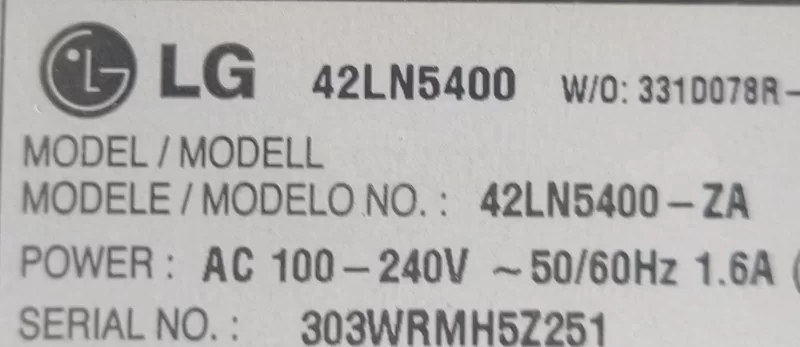 LG 42LN5400 W/O: 331D078R-
MODEL / MODELL
MODELE / MODELO NO. : 42LN5400-ZA
POWER : AC 100-240V ~50/60Hz 1.6A (
SERIAL NO. : 303WRMH5Z251